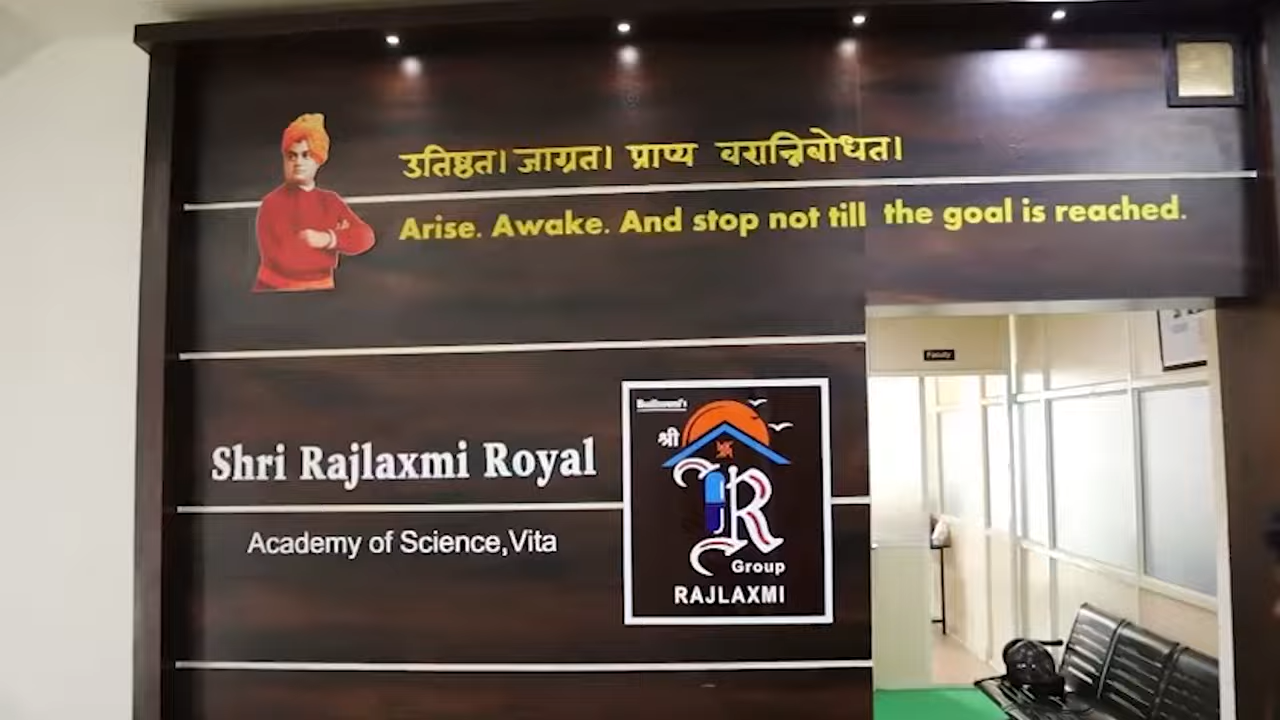 उतिष्ठत। जाग्रत। प्राप्य वरान्निबोधत।
Arise. Awake. And stop not till the goal is reached.
Shri Rajlaxmi Royal
Academy of Science,Vita
श्री
R
Group
RAJLAXMI
Faculty